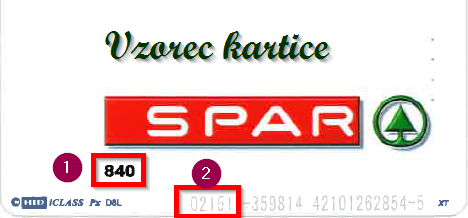 Vzorec kartice
SPAR
1
2
840
02151-359814 42101262854-5
HID iCLASS Px D8L
XT